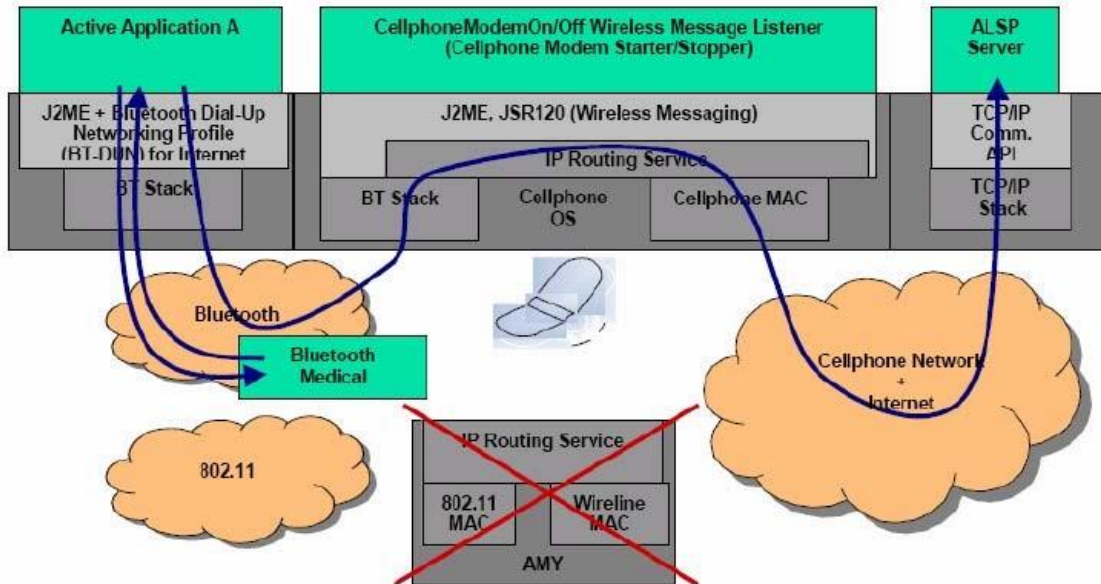 Active Application A
CellphoneModemOn/Off Wireless Message Listener
(Cellphone Modem Starter/Stopper)
ALSP
Server
J2ME + Bluetooth Dial-Up
Networking Profile
(BT-DUN) for Internet
BT Stack
J2ME, JSR120 (Wireless Messaging)
IP Routing Service
BT Stack
Cellphone
OS
Cellphone MAC
TCP/IP
Comm.
API
TCP/IP
Stack
Bluetooth
Bluetooth
Medical
Cellphone Network
+
Internet
802.11
IP Routing Service
802.11
MAC
Wireline
MAC
AMY